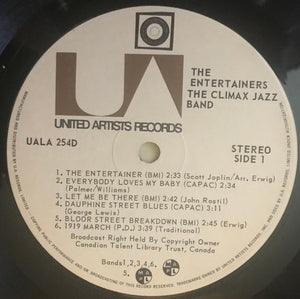 UA
UNITED ARTISTS RECORDS
THE
ENTERTAINERS
THE CLIMAX JAZZ
BAND
UALA 254D
STEREO
SIDE 1
1. THE ENTERTAINER (BMI) 2:33 (Scott Joplin/Arr. Erwig)
2. EVERYBODY LOVES MY BABY (CAPAC) 2:34
(Palmer/Williams)
3. LET ME BE THERE (BMI) 2:42 (John Rostil)
4. DAUPHINE STREET BLUES (CAPAC) 3:11
(George Lewis)
5. BLOOR STREET BREAKDOWN (BMI) 2:45 (Erwig)
6. 1919 MARCH (P.D.) 3:39 (Traditional)
Broadcast Right Held By Copyright Owner
Canadian Talent Library Trust, Canada
Bands1,2,3,4,6.
5.